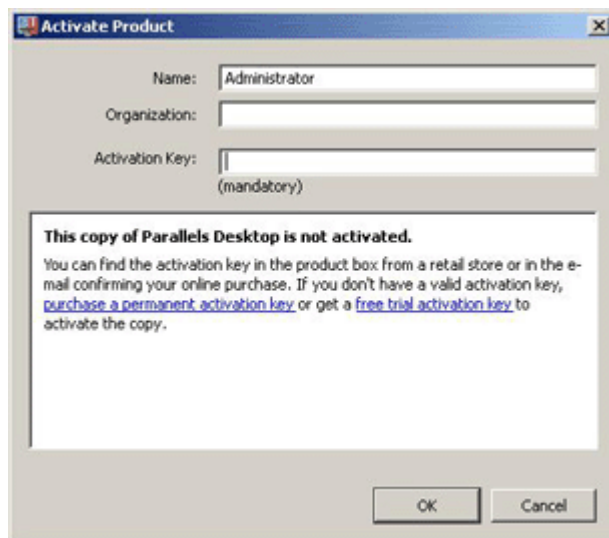 Activate Product
Name: Administrator
Organization:
Activation Key:
(mandatory)
This copy of Parallels Desktop is not activated.
You can find the activation key in the product box from a retail store or in the e-
mail confirming your online purchase. If you don't have a valid activation key,
purchase a permanent activation key or get a free trial activation key to
activate the copy.
OK Cancel